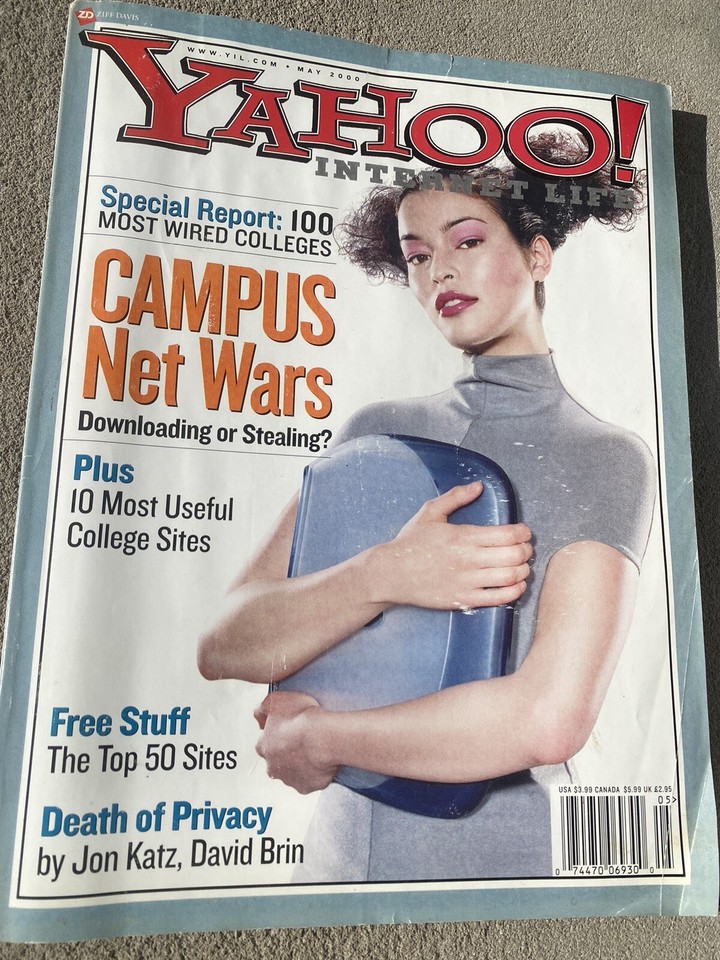 ZD ZIFF DAVIS
WWW.YIL.COM • MAY 2000
YAHOO!
INTERNET LIFE
Special Report: 100
MOST WIRED COLLEGES
CAMPUS
Net Wars
Downloading or Stealing?
Plus
10 Most Useful
College Sites
Free Stuff
The Top 50 Sites
Death of Privacy
by Jon Katz, David Brin
USA $3.99 CANADA $5.99 UK £2.95
05>
0 74470 06930 0